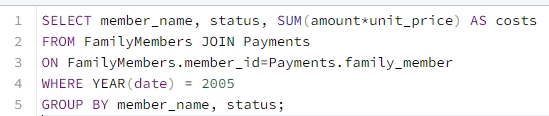 1 SELECT member_name, status, SUM(amount*unit_price) AS costs
2 FROM FamilyMembers JOIN Payments
3 ON FamilyMembers.member_id=Payments.family_member
4 WHERE YEAR(date) = 2005
5 GROUP BY member_name, status;